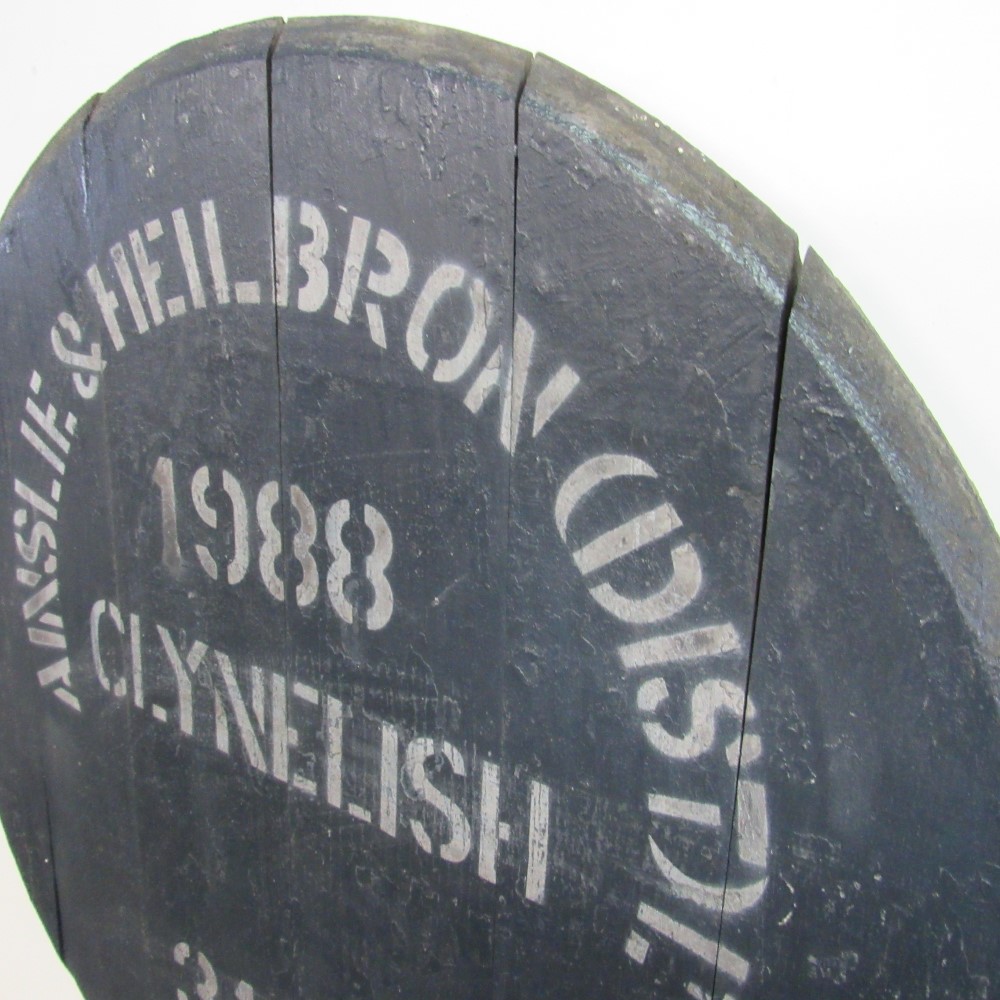 AINSLIE & HEILBRON (DIST'
1988
CLYNELISH